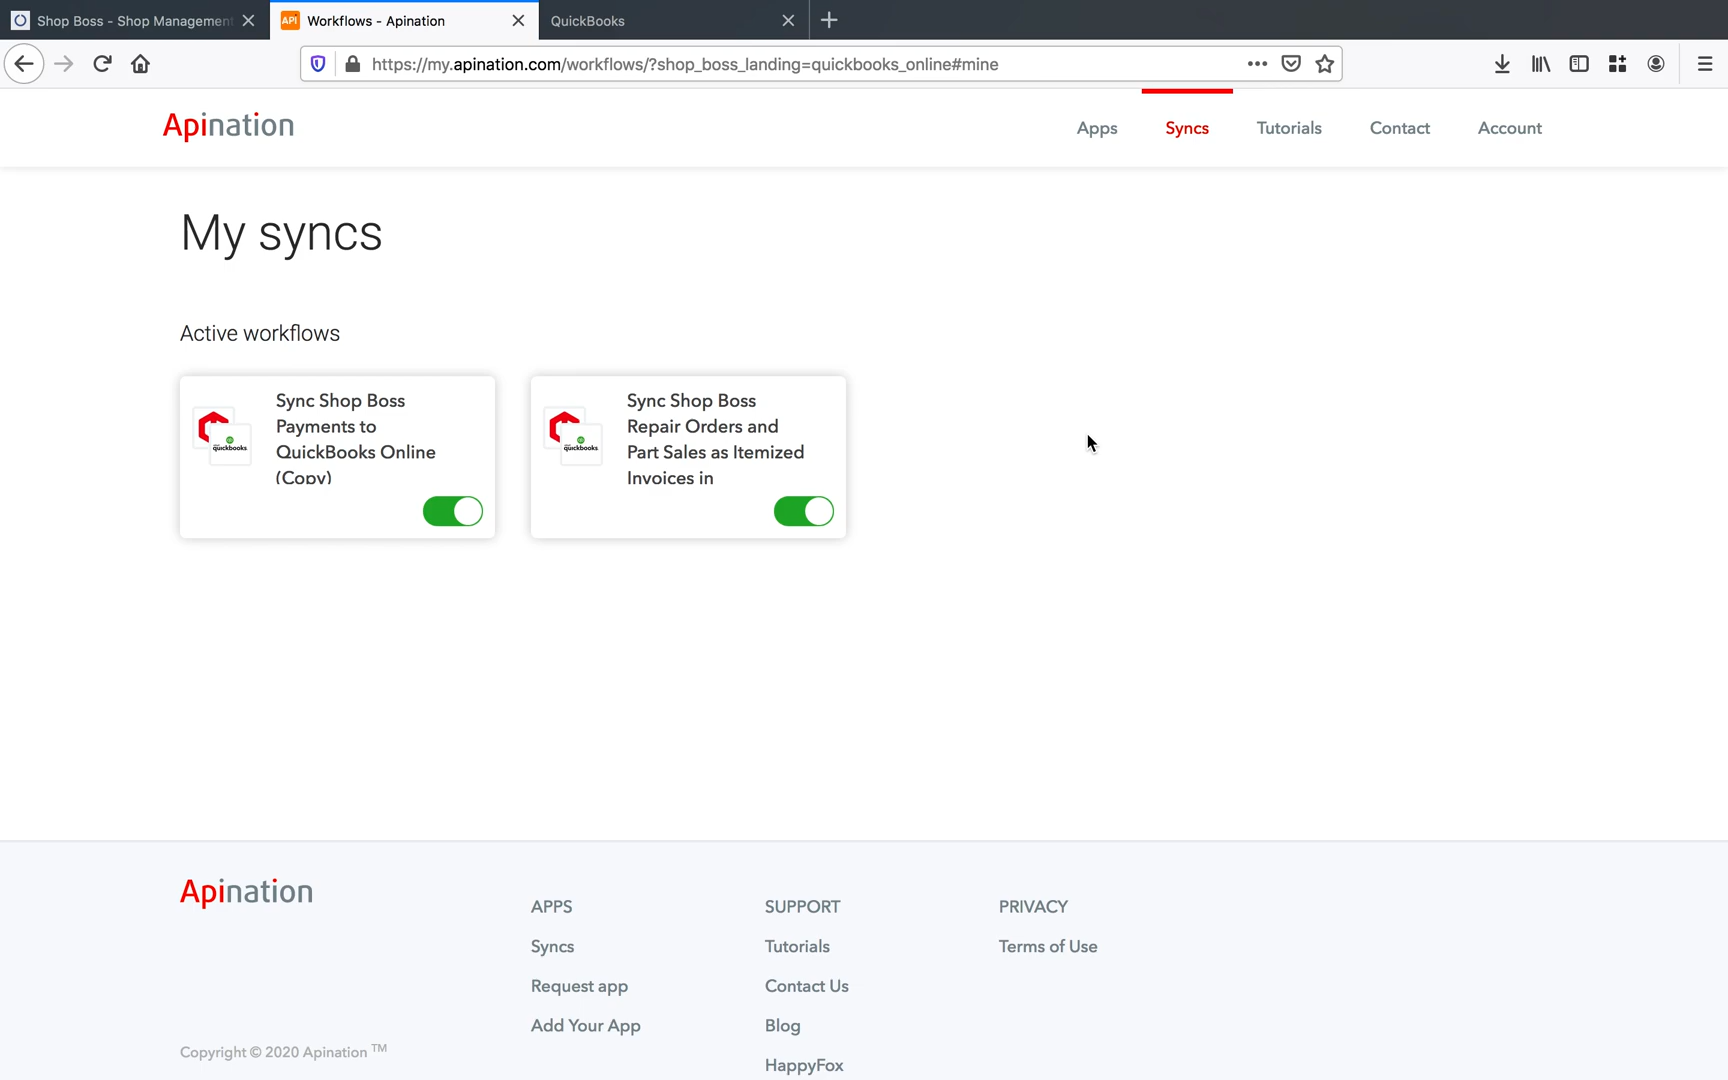 Shop Boss - Shop Management
API Workflows - Apination
QuickBooks
https://my.apination.com/workflows/?shop_boss_landing=quickbooks_online#mine
Apination
Apps
Syncs
Tutorials
Contact
Account
My syncs
Active workflows
quickbooks
Sync Shop Boss
Payments to
QuickBooks Online
(Copy)
quickbooks
Sync Shop Boss
Repair Orders and
Part Sales as Itemized
Invoices in
Apination
Copyright © 2020 Apination ™
APPS
Syncs
Request app
Add Your App
SUPPORT
Tutorials
Contact Us
Blog
HappyFox
PRIVACY
Terms of Use